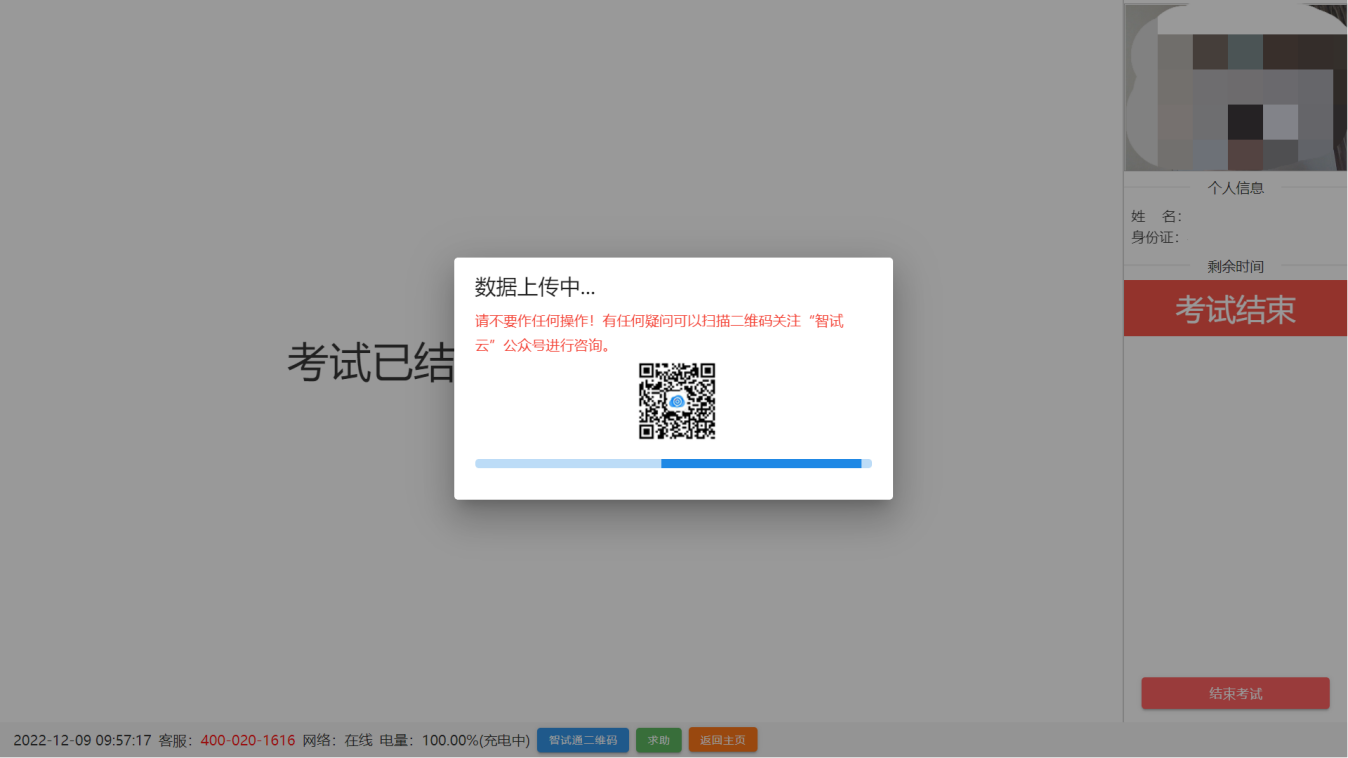 个人信息
姓 名：
身份证：
剩余时间
考试结束
数据上传中...
请不要作任何操作！有任何疑问可以扫描二维码关注“智试
云”公众号进行咨询。
考试已结
结束考试
2022-12-09 09:57:17 客服：400-020-1616 网络：在线 电量：100.00%(充电中) 智试通二维码 求助 返回主页